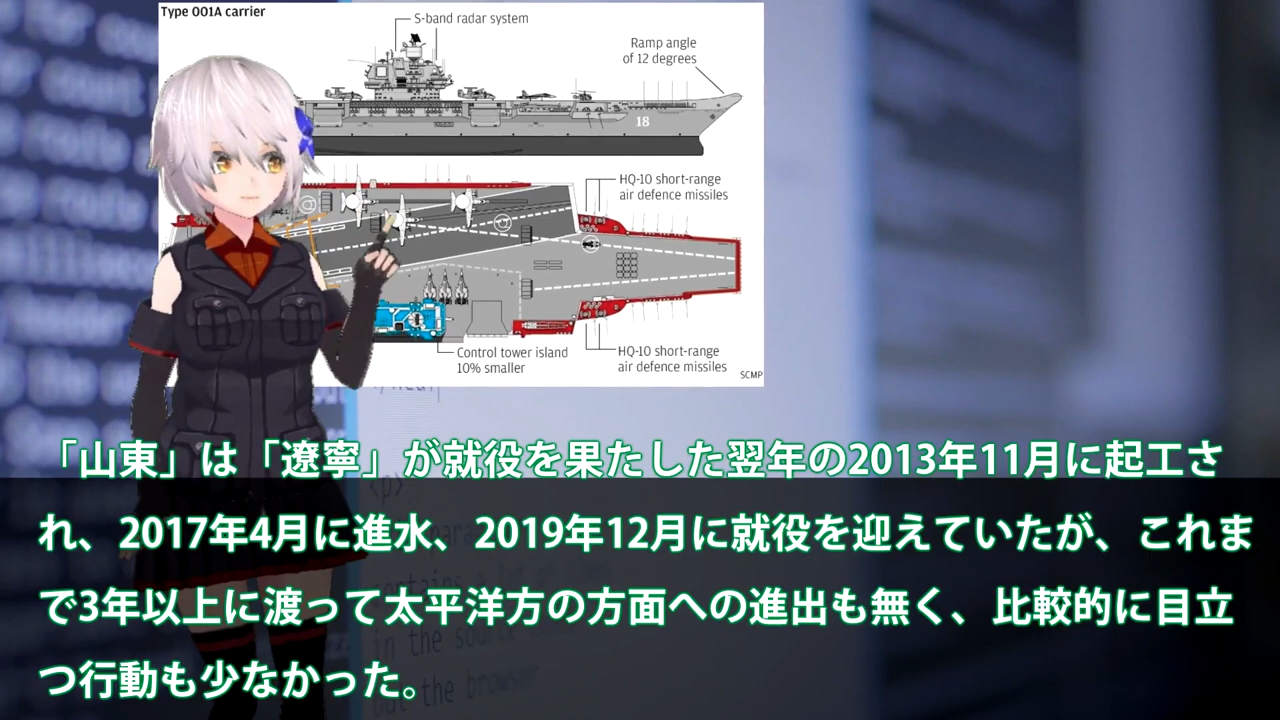 Type 001A carrier
S-band radar system
Ramp angle
of 12 degrees
18
HQ-10 short-range
air defence missiles
Control tower island
10% smaller
HQ-10 short-range
air defence missiles
SCMP
「山東」は「遼寧」が就役を果たした翌年の2013年11月に起工さ
れ、2017年4月に進水、2019年12月に就役を迎えていたが、これま
で3年以上に渡って太平洋方の方面への進出も無く、比較的に目立
つ行動も少なかった。
<p>
in the source
but the browser